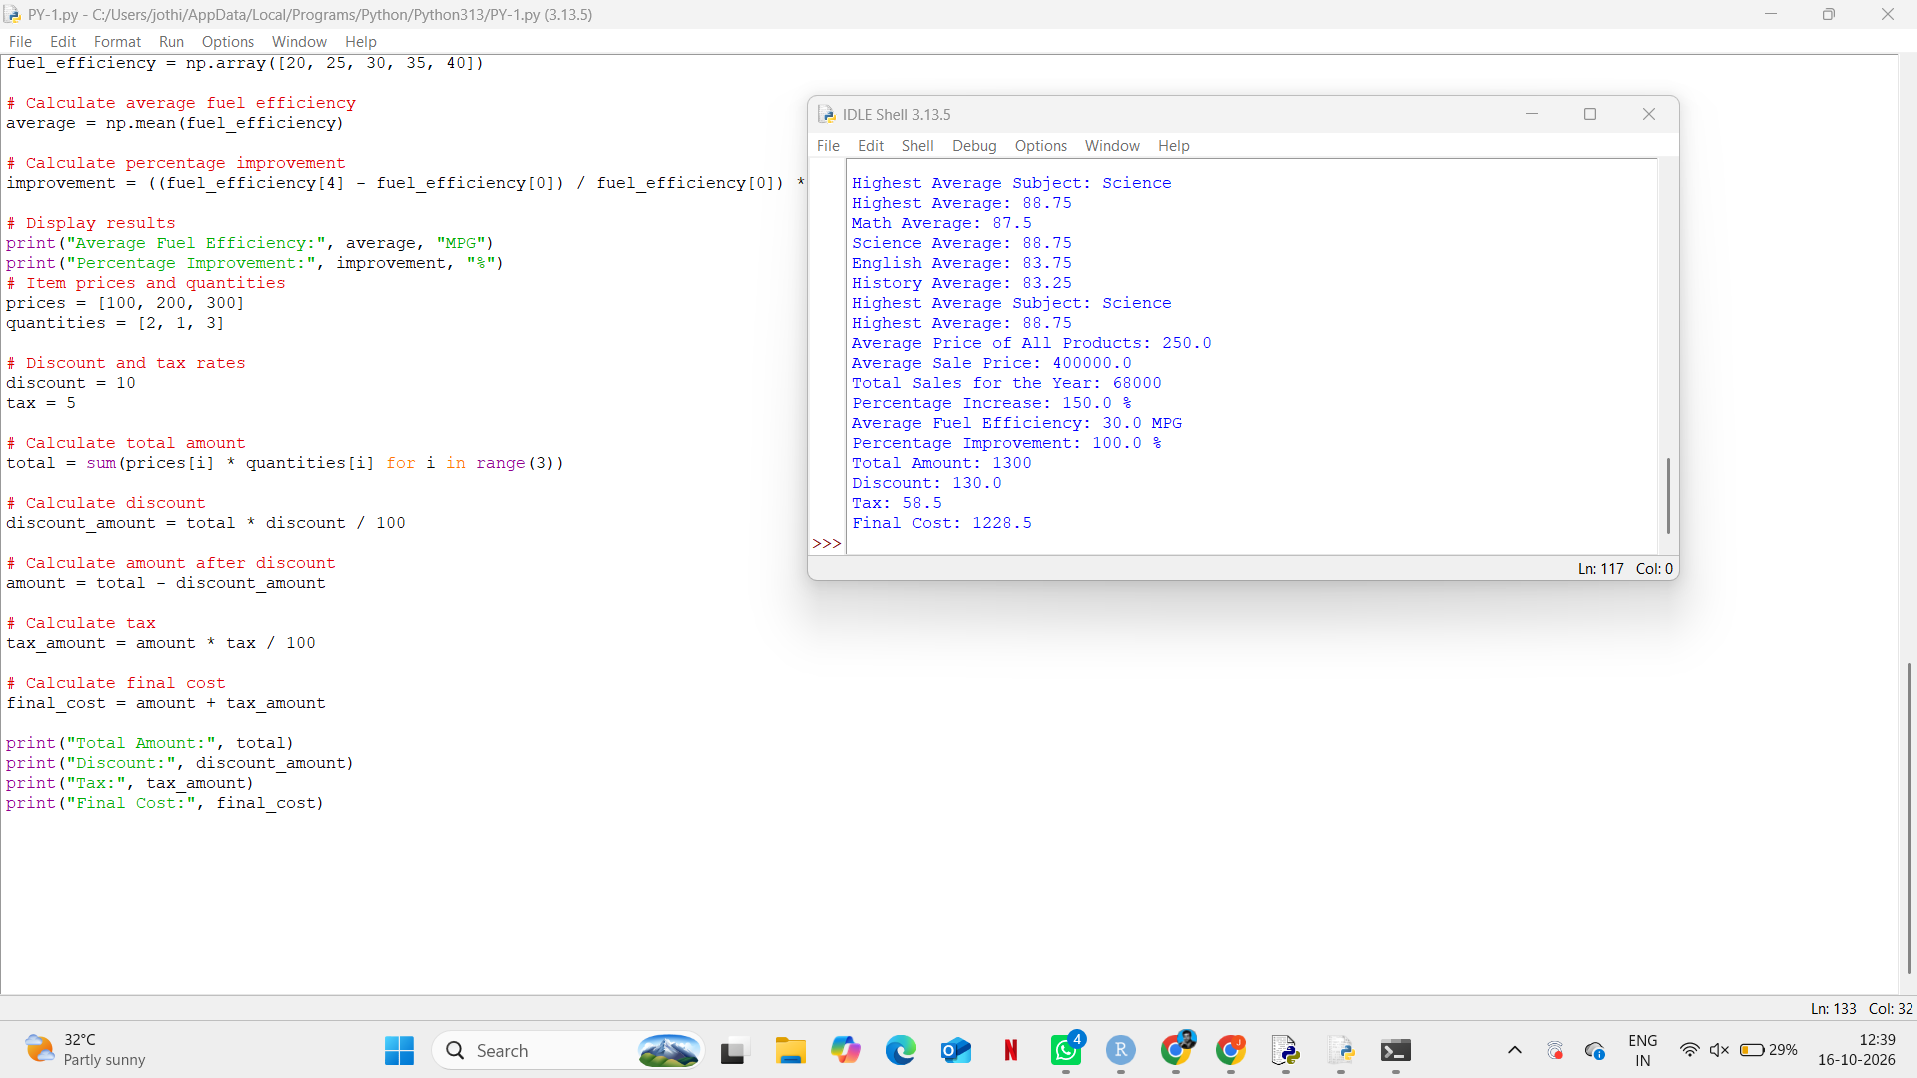 PY-1.py - C:/Users/jothi/AppData/Local/Programs/Python/Python313/PY-1.py (3.13.5)
File Edit Format Run Options Window Help
fuel_efficiency = np.array([20, 25, 30, 35, 40])
# Calculate average fuel efficiency
average = np.mean(fuel_efficiency)
# Calculate percentage improvement
improvement = ((fuel_efficiency[4] - fuel_efficiency[0]) / fuel_efficiency[0]) *
# Display results
print("Average Fuel Efficiency:", average, "MPG")
print("Percentage Improvement:", improvement, "%")
# Item prices and quantities
prices = [100, 200, 300]
quantities = [2, 1, 3]
# Discount and tax rates
discount = 10
tax = 5
# Calculate total amount
total = sum(prices[i] * quantities[i] for i in range(3))
# Calculate discount
discount_amount = total * discount / 100
# Calculate amount after discount
amount = total - discount_amount
# Calculate tax
tax_amount = amount * tax / 100
# Calculate final cost
final_cost = amount + tax_amount
print("Total Amount:", total)
print("Discount:", discount_amount)
print("Tax:", tax_amount)
print("Final Cost:", final_cost)
IDLE Shell 3.13.5
File Edit Shell Debug Options Window Help
Highest Average Subject: Science
Highest Average: 88.75
Math Average: 87.5
Science Average: 88.75
English Average: 83.75
History Average: 83.25
Highest Average Subject: Science
Highest Average: 88.75
Average Price of All Products: 250.0
Average Sale Price: 400000.0
Total Sales for the Year: 68000
Percentage Increase: 150.0 %
Average Fuel Efficiency: 30.0 MPG
Percentage Improvement: 100.0 %
Total Amount: 1300
Discount: 130.0
Tax: 58.5
Final Cost: 1228.5
>>>
Ln: 117 Col: 0
Ln: 133 Col: 32
32°C
Partly sunny
Search
N
4
R
J
ENG
IN
29%
12:39
16-10-2026